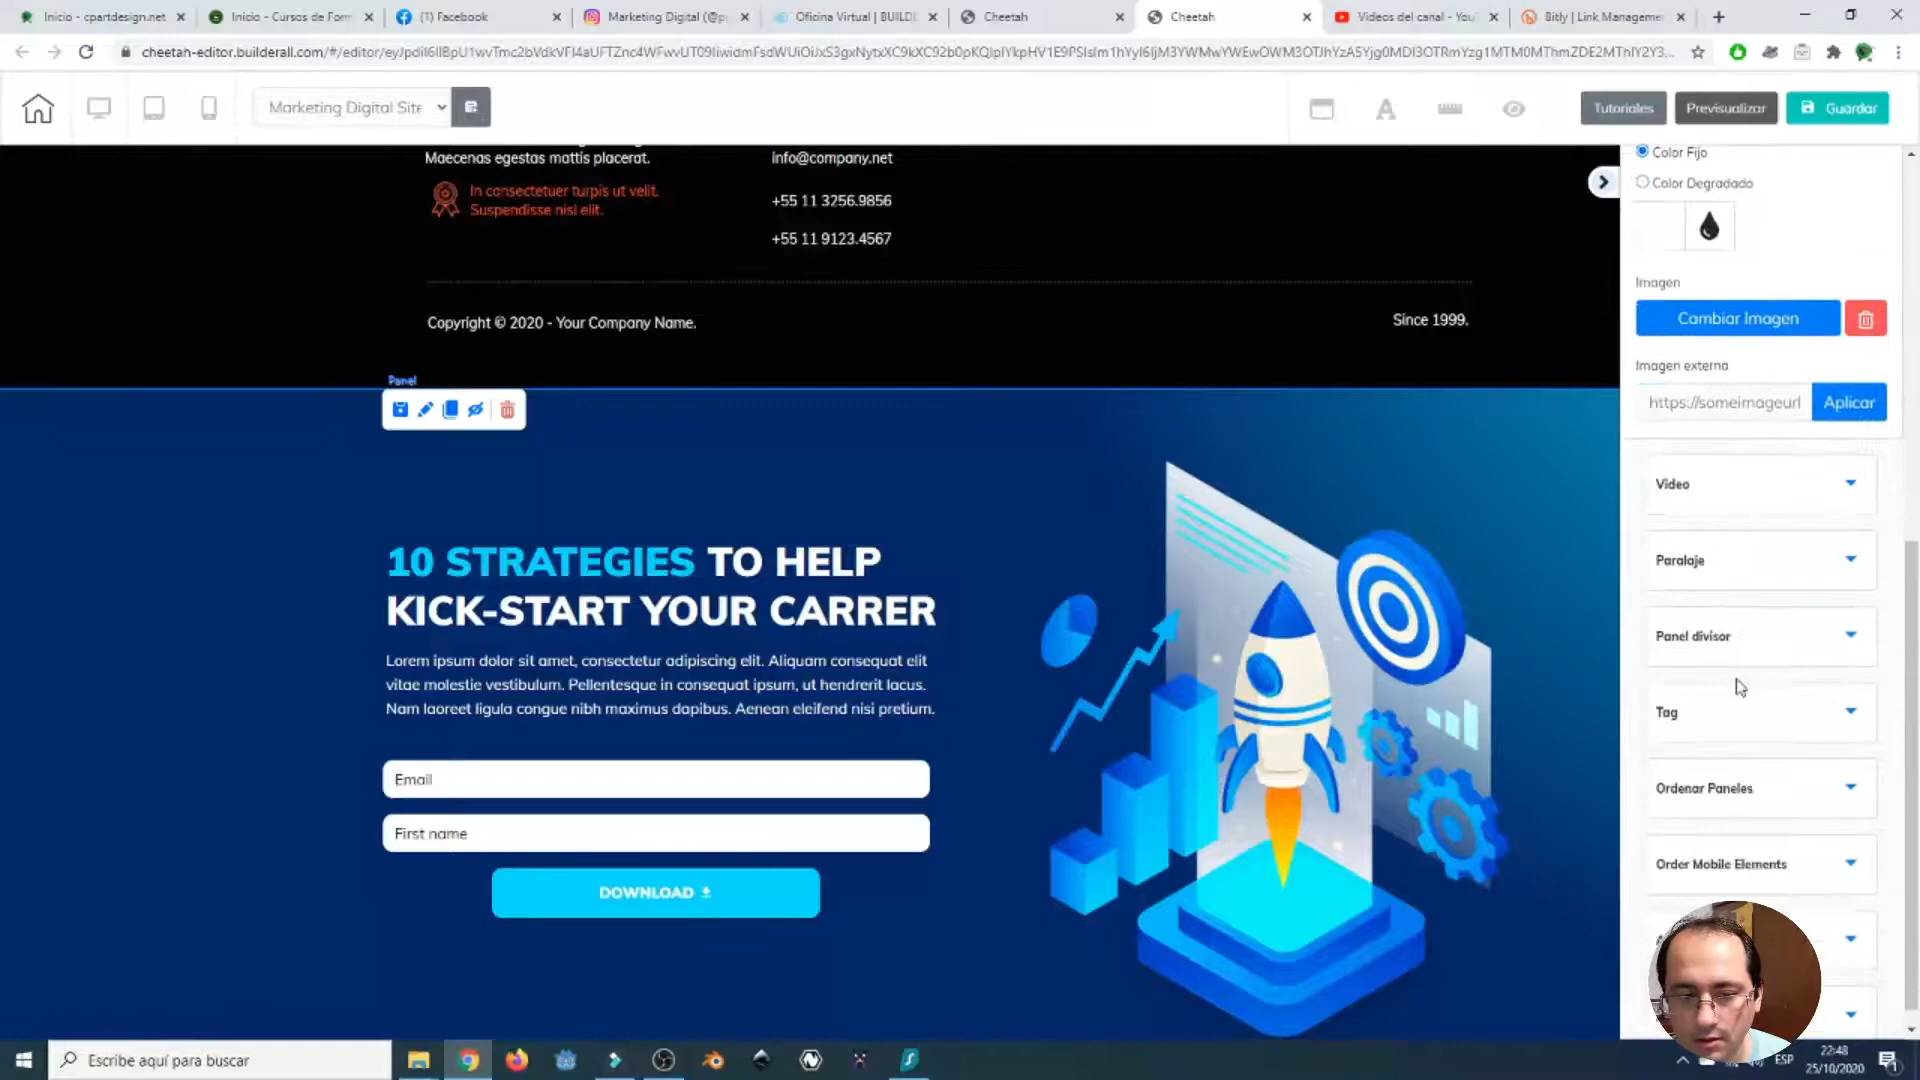 Inicio - cpartdesign.net
Inicio - Cursos de Form
(1) Facebook
Marketing Digital (@p
Oficina Virtual | BUILDE
Cheetah
Cheetah
Videos del canal - You
Bitly | Link Manageme
Marketing Digital Site
Tutoriales
Previsualizar
Guardar
Maecenas egestas mattis placerat.
info@company.net
In consectetuer turpis ut velit.
Suspendisse nisi elit.
+55 11 3256.9856
+55 11 9123.4567
Copyright © 2020 - Your Company Name.
Since 1999.
Panel
10 STRATEGIES TO HELP
KICK-START YOUR CARRER
Lorem ipsum dolor sit amet, consectetur adipiscing elit. Aliquam consequat elit
vitae molestie vestibulum. Pellentesque in consequat ipsum, ut hendrerit lacus.
Nam laoreet ligula congue nibh maximus dapibus. Aenean eleifend nisi pretium.
Email
First name
DOWNLOAD
Color Fijo
Color Degradado
Imagen
Cambiar Imagen
Imagen externa
https://someimageurl
Aplicar
Video
Paralaje
Panel divisor
Tag
Ordenar Paneles
Order Mobile Elements
Escribe aquí para buscar
ESP
22:48
25/10/2020